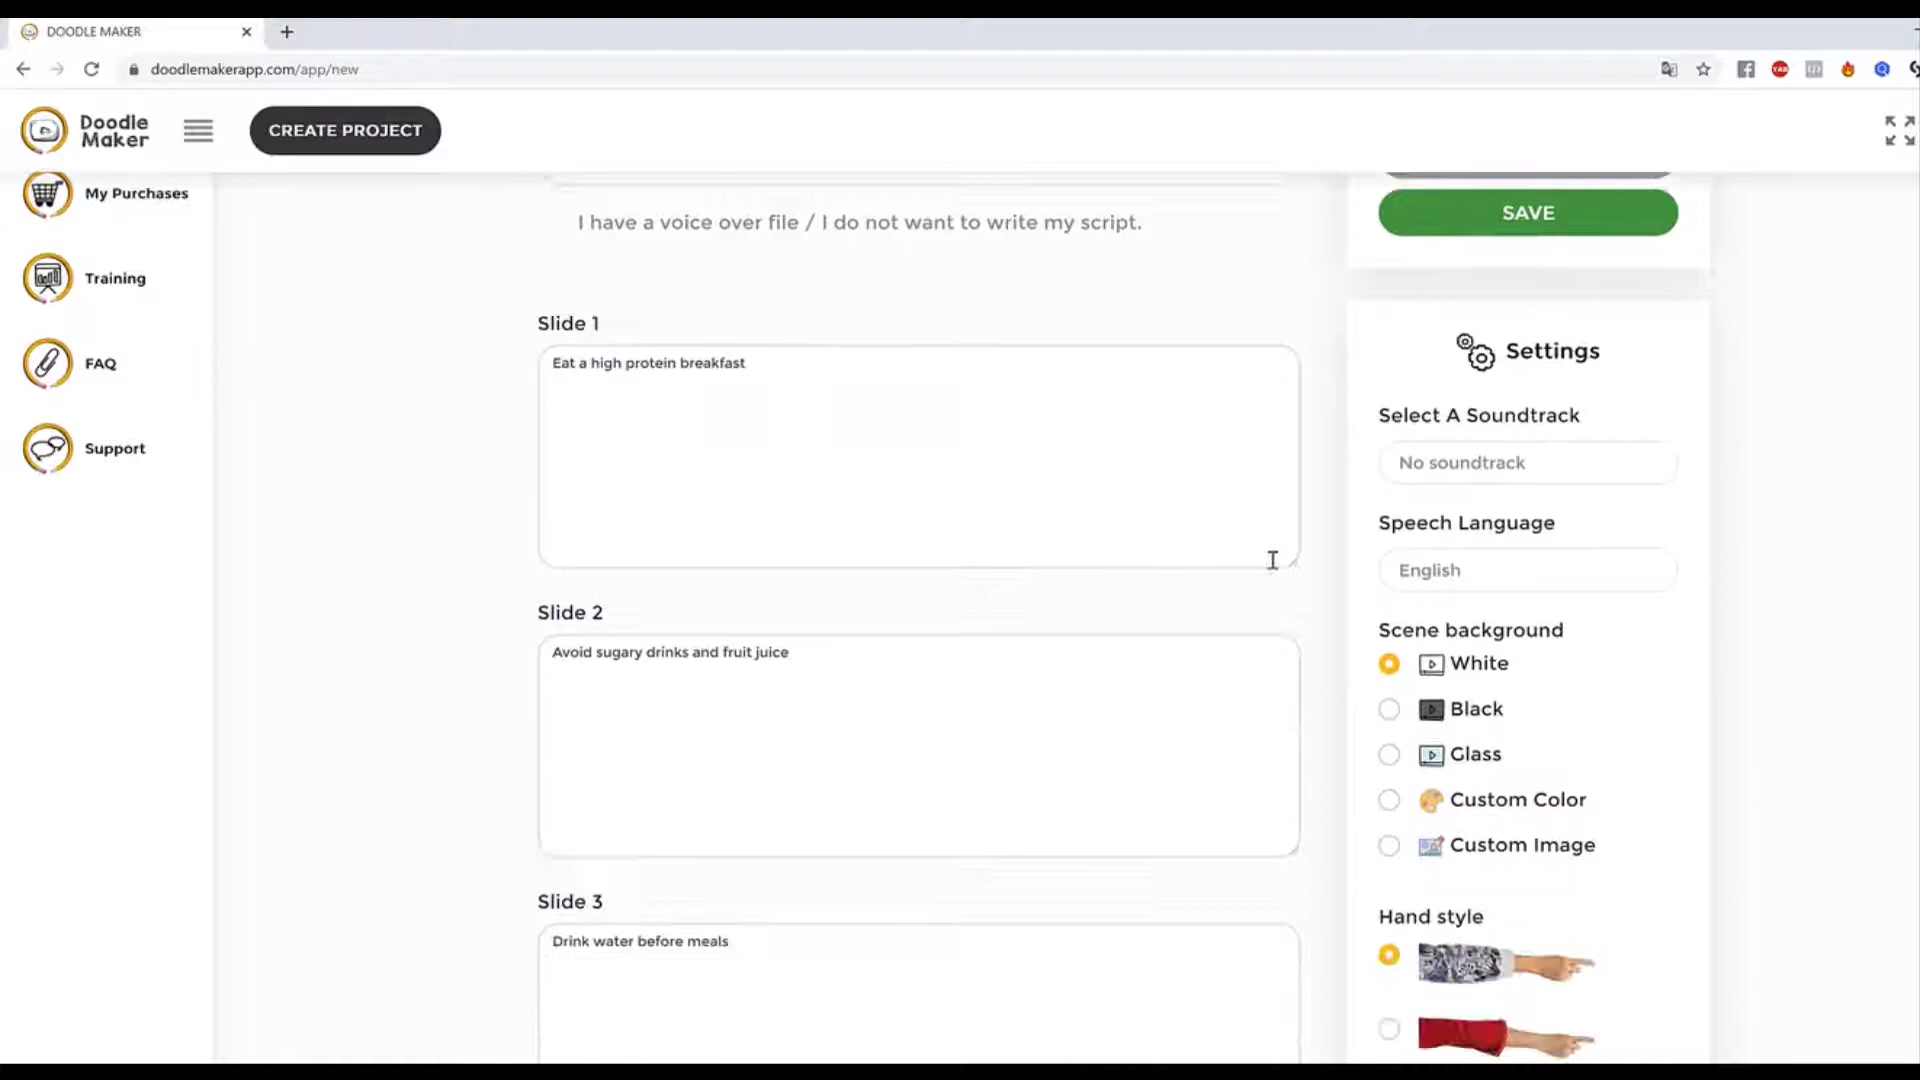 DOODLE MAKER
doodlemakerapp.com/app/new
Doodle
Maker
CREATE PROJECT
My Purchases
Training
FAQ
Support
I have a voice over file / I do not want to write my script.
Slide 1
Eat a high protein breakfast
Slide 2
Avoid sugary drinks and fruit juice
Slide 3
Drink water before meals
SAVE
Settings
Select A Soundtrack
No soundtrack
Speech Language
English
Scene background
White
Black
Glass
Custom Color
Custom Image
Hand style